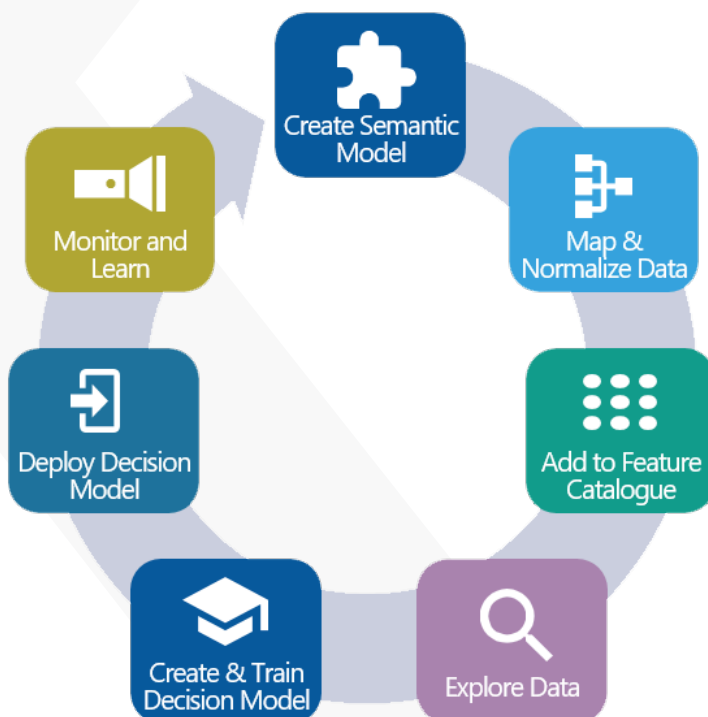 Create Semantic
Model
Map &
Normalize Data
Add to Feature
Catalogue
Explore Data
Create & Train
Decision Model
Deploy Decision
Model
Monitor and
Learn